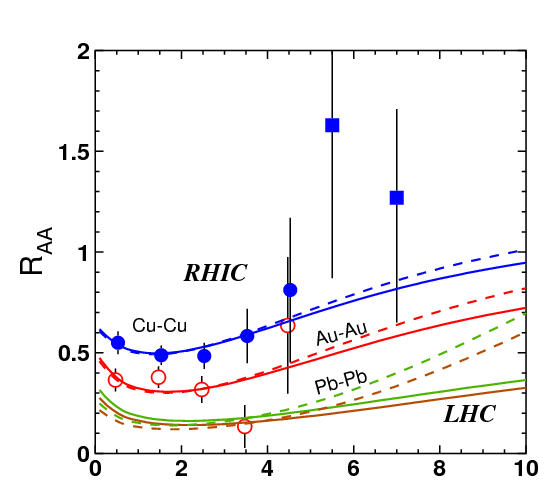 2
1.5
R_AA
1
RHIC
Cu-Cu
Au-Au
0.5
Pb-Pb
LHC
0
0 2 4 6 8 10